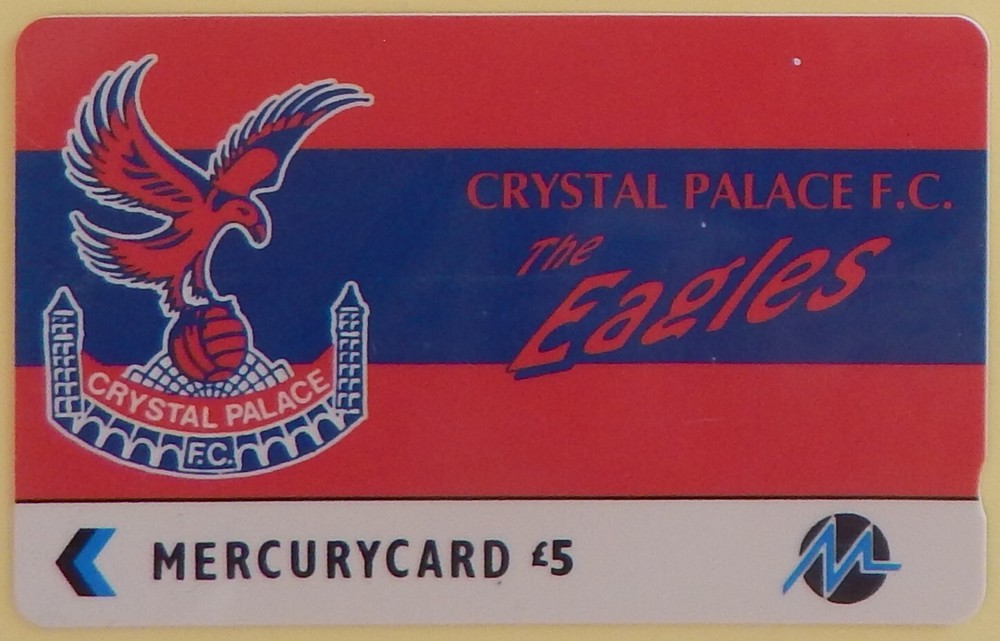 CRYSTAL PALACE F.C.
The
Eagles
CRYSTAL PALACE
F.C.
MERCURYCARD £5